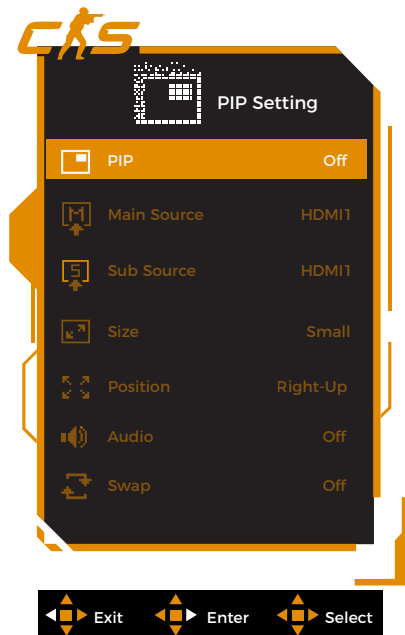 CS
PIP Setting
PIP Off
M Main Source HDMI1
S Sub Source HDMI1
Size Small
Position Right-Up
Audio Off
Swap Off
Exit Enter Select